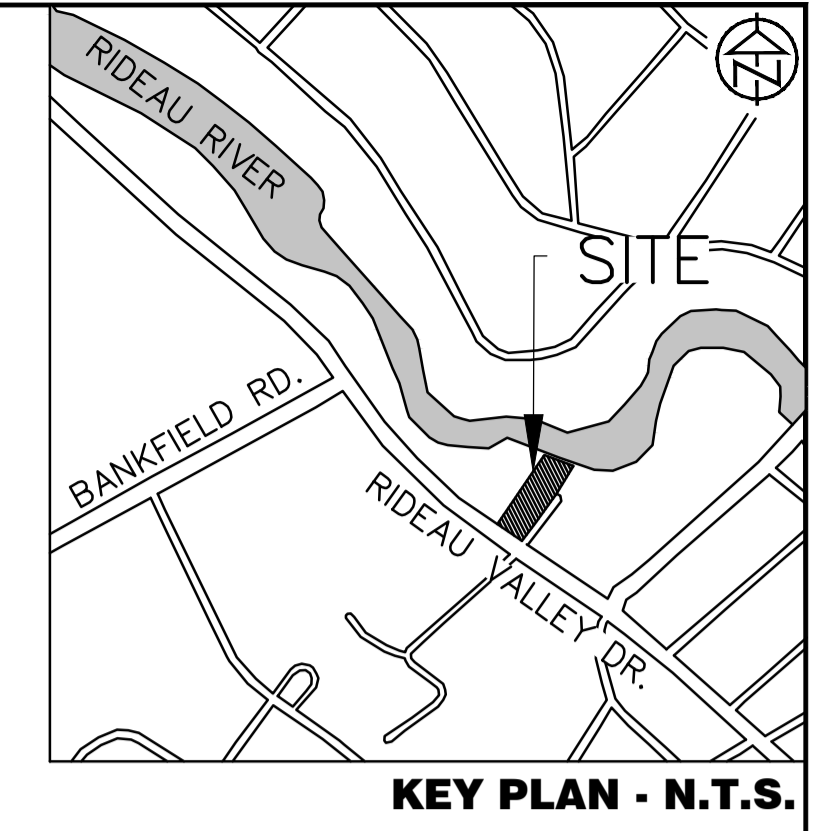 RIDEAU RIVER
N
SITE
BANKFIELD RD.
RIDEAU VALLEY DR.
KEY PLAN - N.T.S.